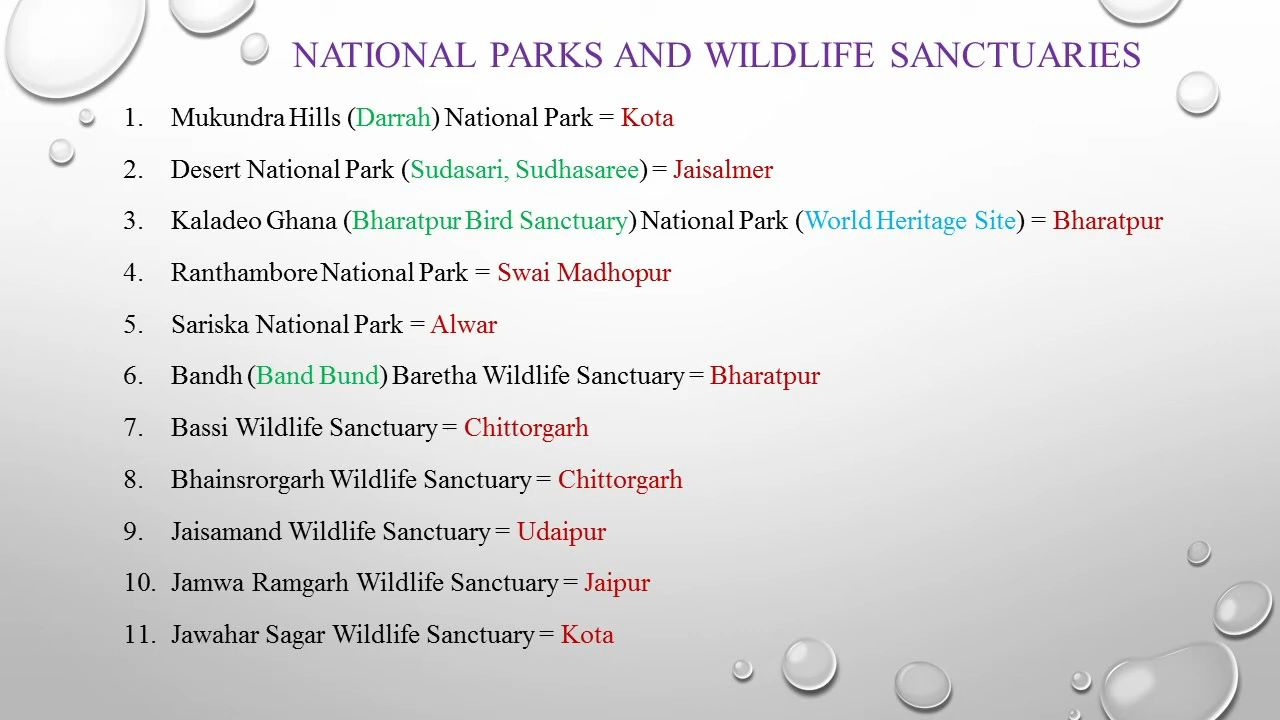 NATIONAL PARKS AND WILDLIFE SANCTUARIES
1. Mukundra Hills (Darrah) National Park = Kota
2. Desert National Park (Sudasari, Sudhasaree) = Jaisalmer
3. Kaladeo Ghana (Bharatpur Bird Sanctuary) National Park (World Heritage Site) = Bharatpur
4. Ranthambore National Park = Swai Madhopur
5. Sariska National Park = Alwar
6. Bandh (Band Bund) Baretha Wildlife Sanctuary = Bharatpur
7. Bassi Wildlife Sanctuary = Chittorgarh
8. Bhainsrorgarh Wildlife Sanctuary = Chittorgarh
9. Jaisamand Wildlife Sanctuary = Udaipur
10. Jamwa Ramgarh Wildlife Sanctuary = Jaipur
11. Jawahar Sagar Wildlife Sanctuary = Kota